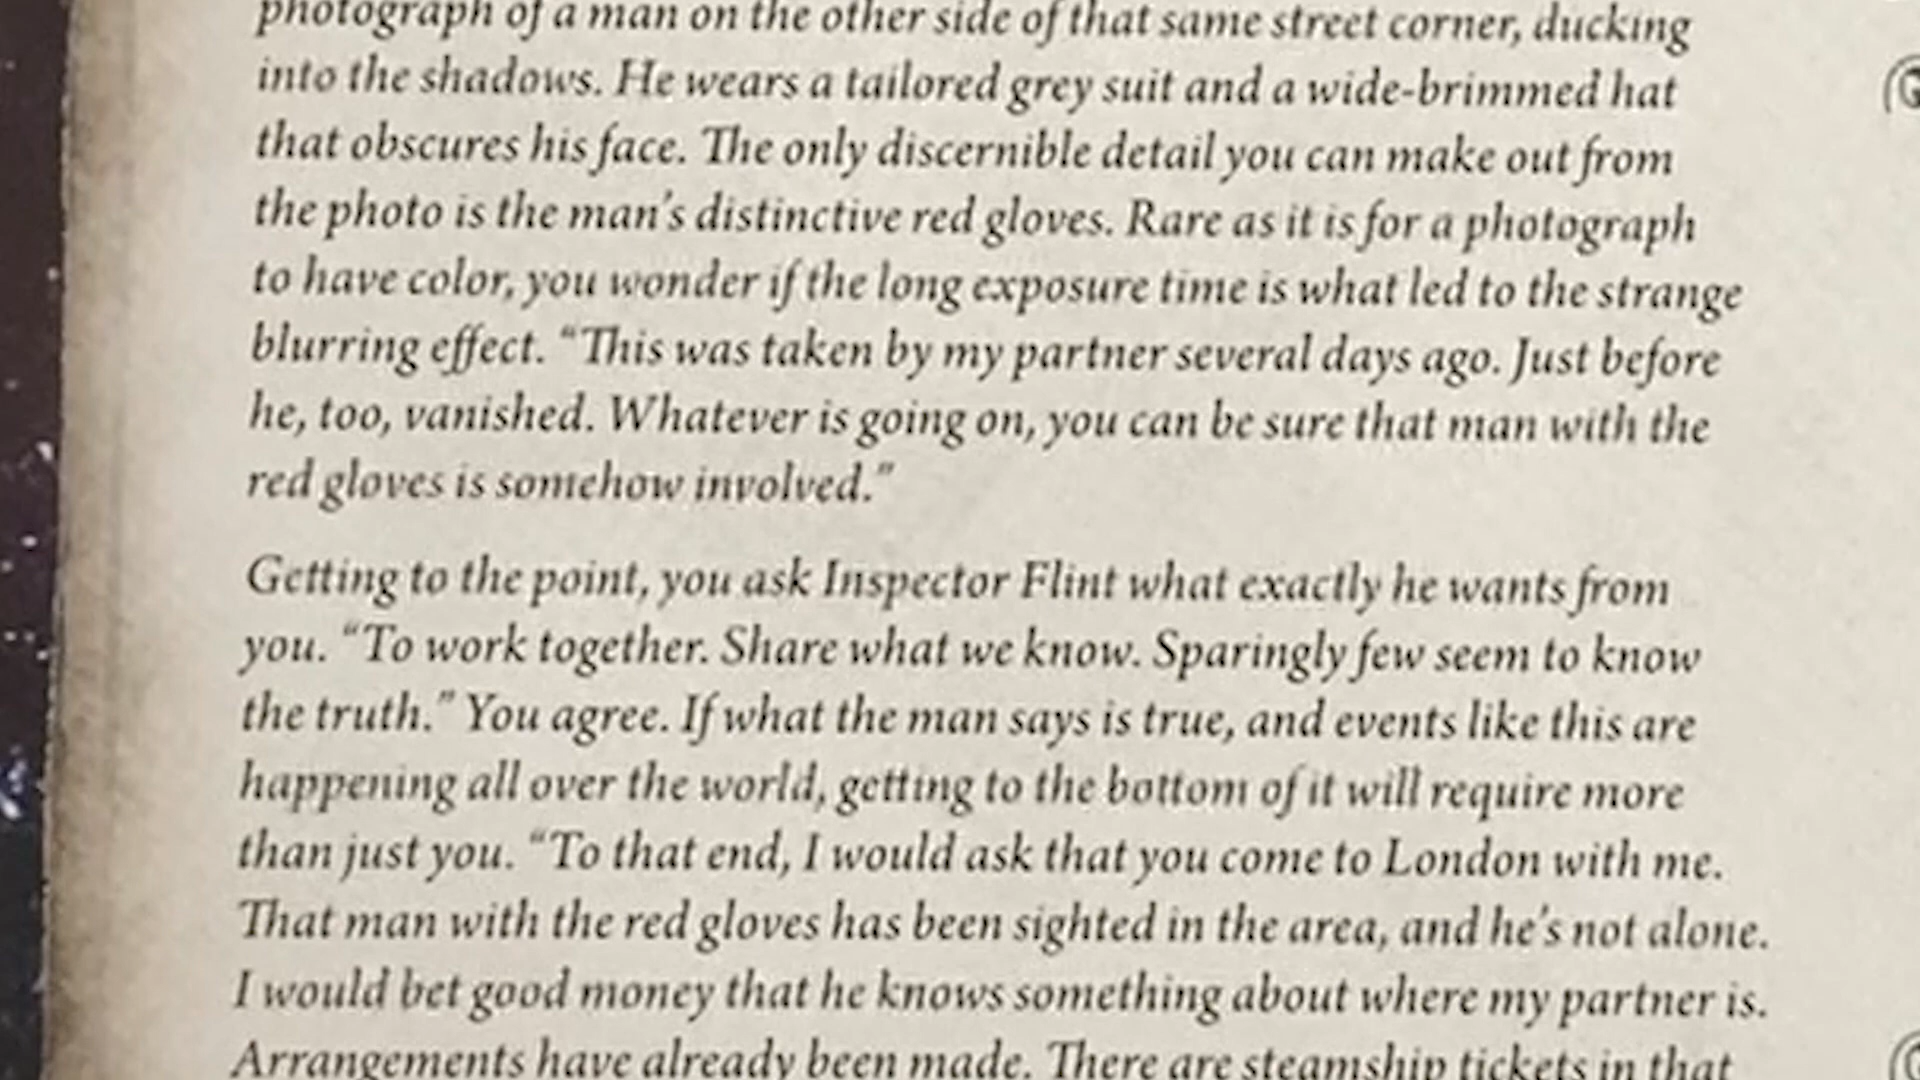 photograph of a man on the other side of that same street corner, ducking
into the shadows. He wears a tailored grey suit and a wide-brimmed hat
that obscures his face. The only discernible detail you can make out from
the photo is the man's distinctive red gloves. Rare as it is for a photograph
to have color, you wonder if the long exposure time is what led to the strange
blurring effect. “This was taken by my partner several days ago. Just before
he, too, vanished. Whatever is going on, you can be sure that man with the
red gloves is somehow involved.”
Getting to the point, you ask Inspector Flint what exactly he wants from
you. “To work together. Share what we know. Sparingly few seem to know
the truth.” You agree. If what the man says is true, and events like this are
happening all over the world, getting to the bottom of it will require more
than just you. “To that end, I would ask that you come to London with me.
That man with the red gloves has been sighted in the area, and he's not alone.
I would bet good money that he knows something about where my partner is.
Arrangements have already been made. There are steamship tickets in that